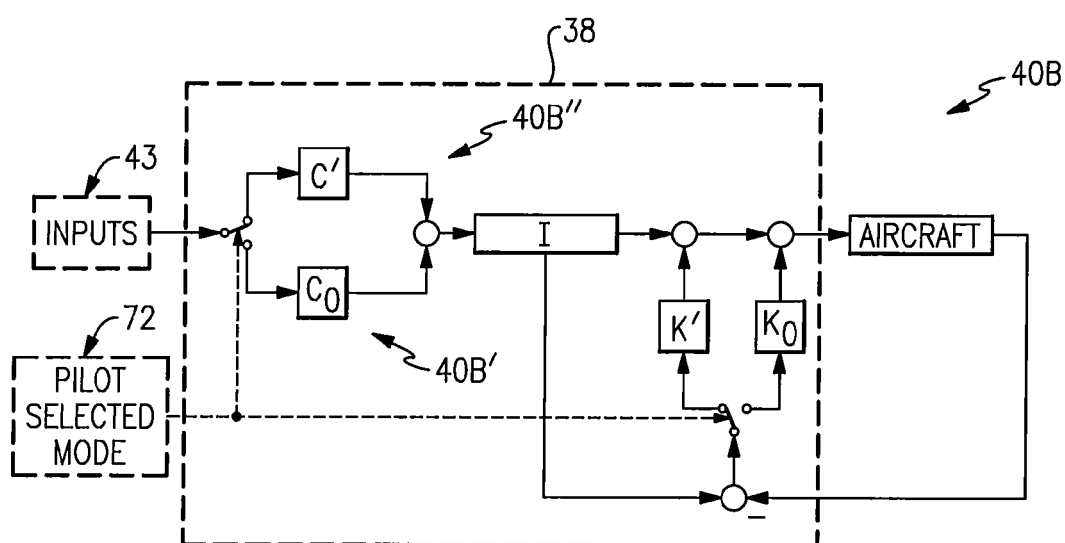 38
40B
40B″
43
C′
INPUTS
I
AIRCRAFT
C0
72
K′
K0
40B′
PILOT
SELECTED
MODE
−